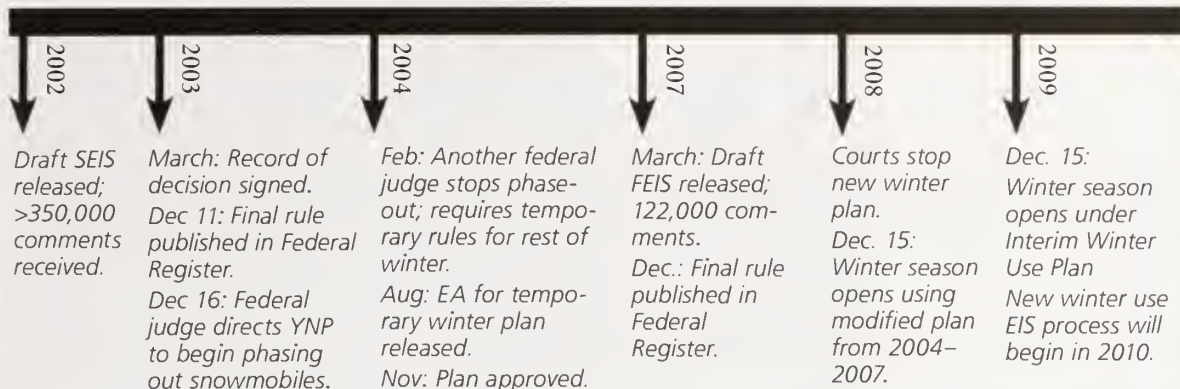 2002
Draft SEIS
released;
>350,000
comments
received.
2003
March: Record of
decision signed.
Dec 11: Final rule
published in Federal
Register.
Dec 16: Federal
judge directs YNP
to begin phasing
out snowmobiles.
2004
Feb: Another federal
judge stops phase-
out; requires tempo-
rary rules for rest of
winter.
Aug: EA for tempo-
rary winter plan
released.
Nov: Plan approved.
2007
March: Draft
FEIS released;
122,000 com-
ments.
Dec.: Final rule
published in
Federal
Register.
2008
Courts stop
new winter
plan.
Dec. 15:
Winter season
opens using
modified plan
from 2004–
2007.
2009
Dec. 15:
Winter season
opens under
Interim Winter
Use Plan
New winter use
EIS process will
begin in 2010.